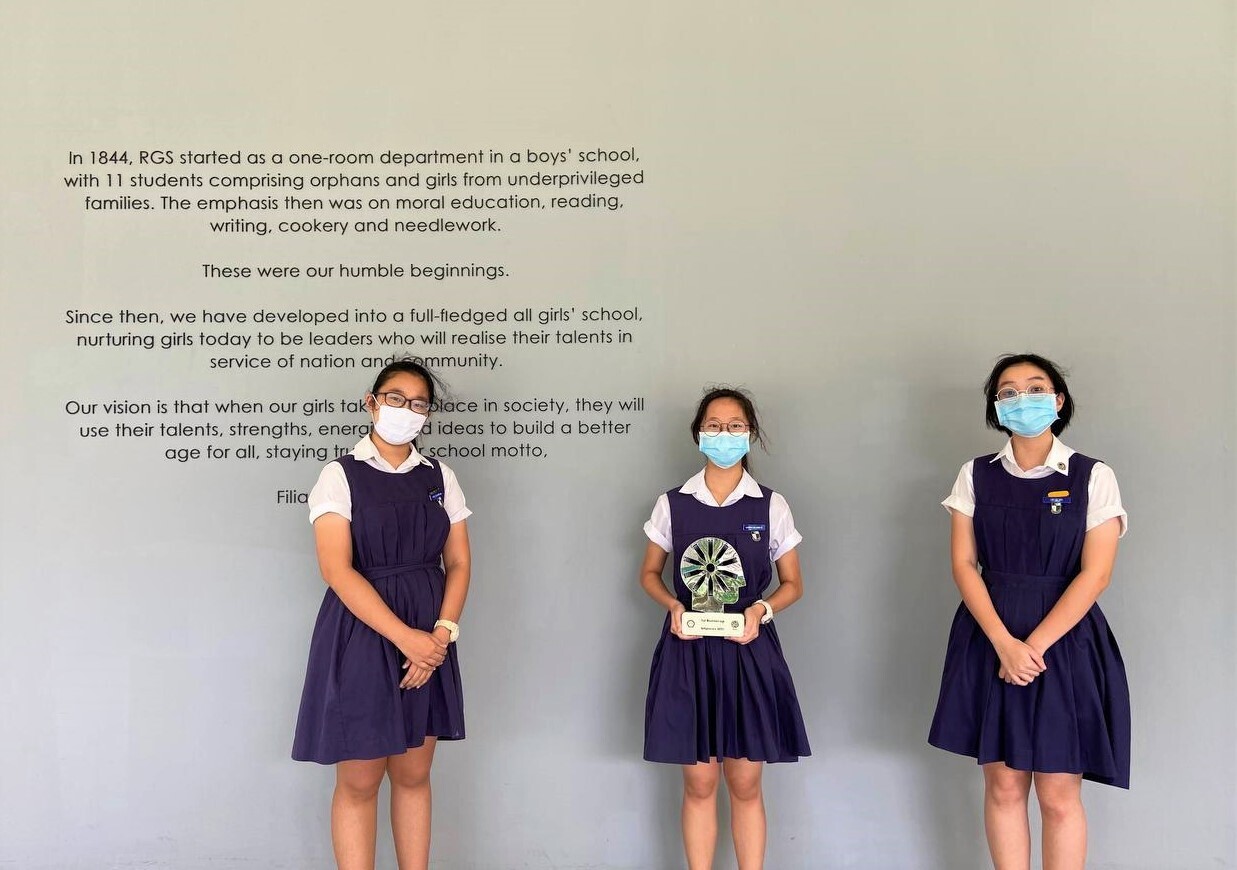 In 1844, RGS started as a one-room department in a boys' school,
with 11 students comprising orphans and girls from underprivileged
families. The emphasis then was on moral education, reading,
writing, cookery and needlework.
These were our humble beginnings.
Since then, we have developed into a full-fledged all girls' school,
nurturing girls today to be leaders who will realise their talents in
service of nation and community.
Our vision is that when our girls place in society, they will
use their talents, strengths, ideas to build a better
age for all, staying school motto,
1st Runner-up